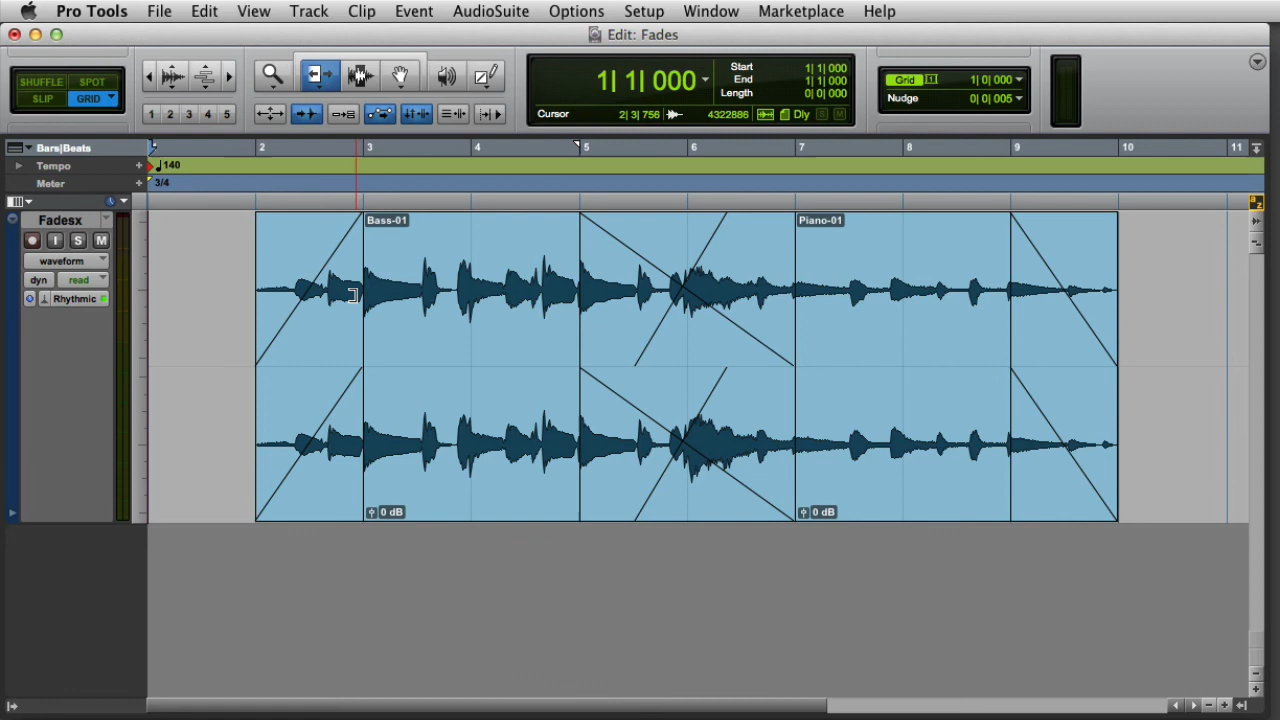 Pro Tools File Edit View Track Clip Event AudioSuite Options Setup Window Marketplace Help
Edit: Fades
SHUFFLE SPOT
SLIP GRID
1 2 3 4 5
1| 1| 000
Start 1| 1| 000
End 1| 1| 000
Length 0| 0| 000
Cursor 2| 3| 756 4322886 Dly S M
Grid 1| 0| 000
Nudge 0| 0| 005
Bars|Beats 2 3 4 5 6 7 8 9 10 11
Tempo + 140
Meter + 3/4
a z
Fadesx
I S M
waveform
dyn read
Rhythmic
Bass-01 Piano-01
0 dB 0 dB